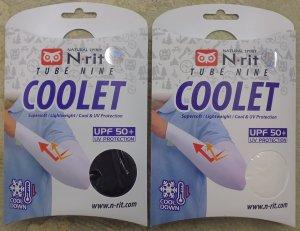 NATURAL SPIRIT
N·rit
TUBE NINE
COOLET
Supersoft / Lightweight / Cool & UV Protection
UPF 50+
UV PROTECTION
COOL
DOWN
www.n-rit.com
NATURAL SPIRIT
N·rit
TUBE NINE
COOLET
Supersoft / Lightweight / Cool & UV Protection
UPF 50+
UV PROTECTION
COOL
DOWN
www.n-rit.com